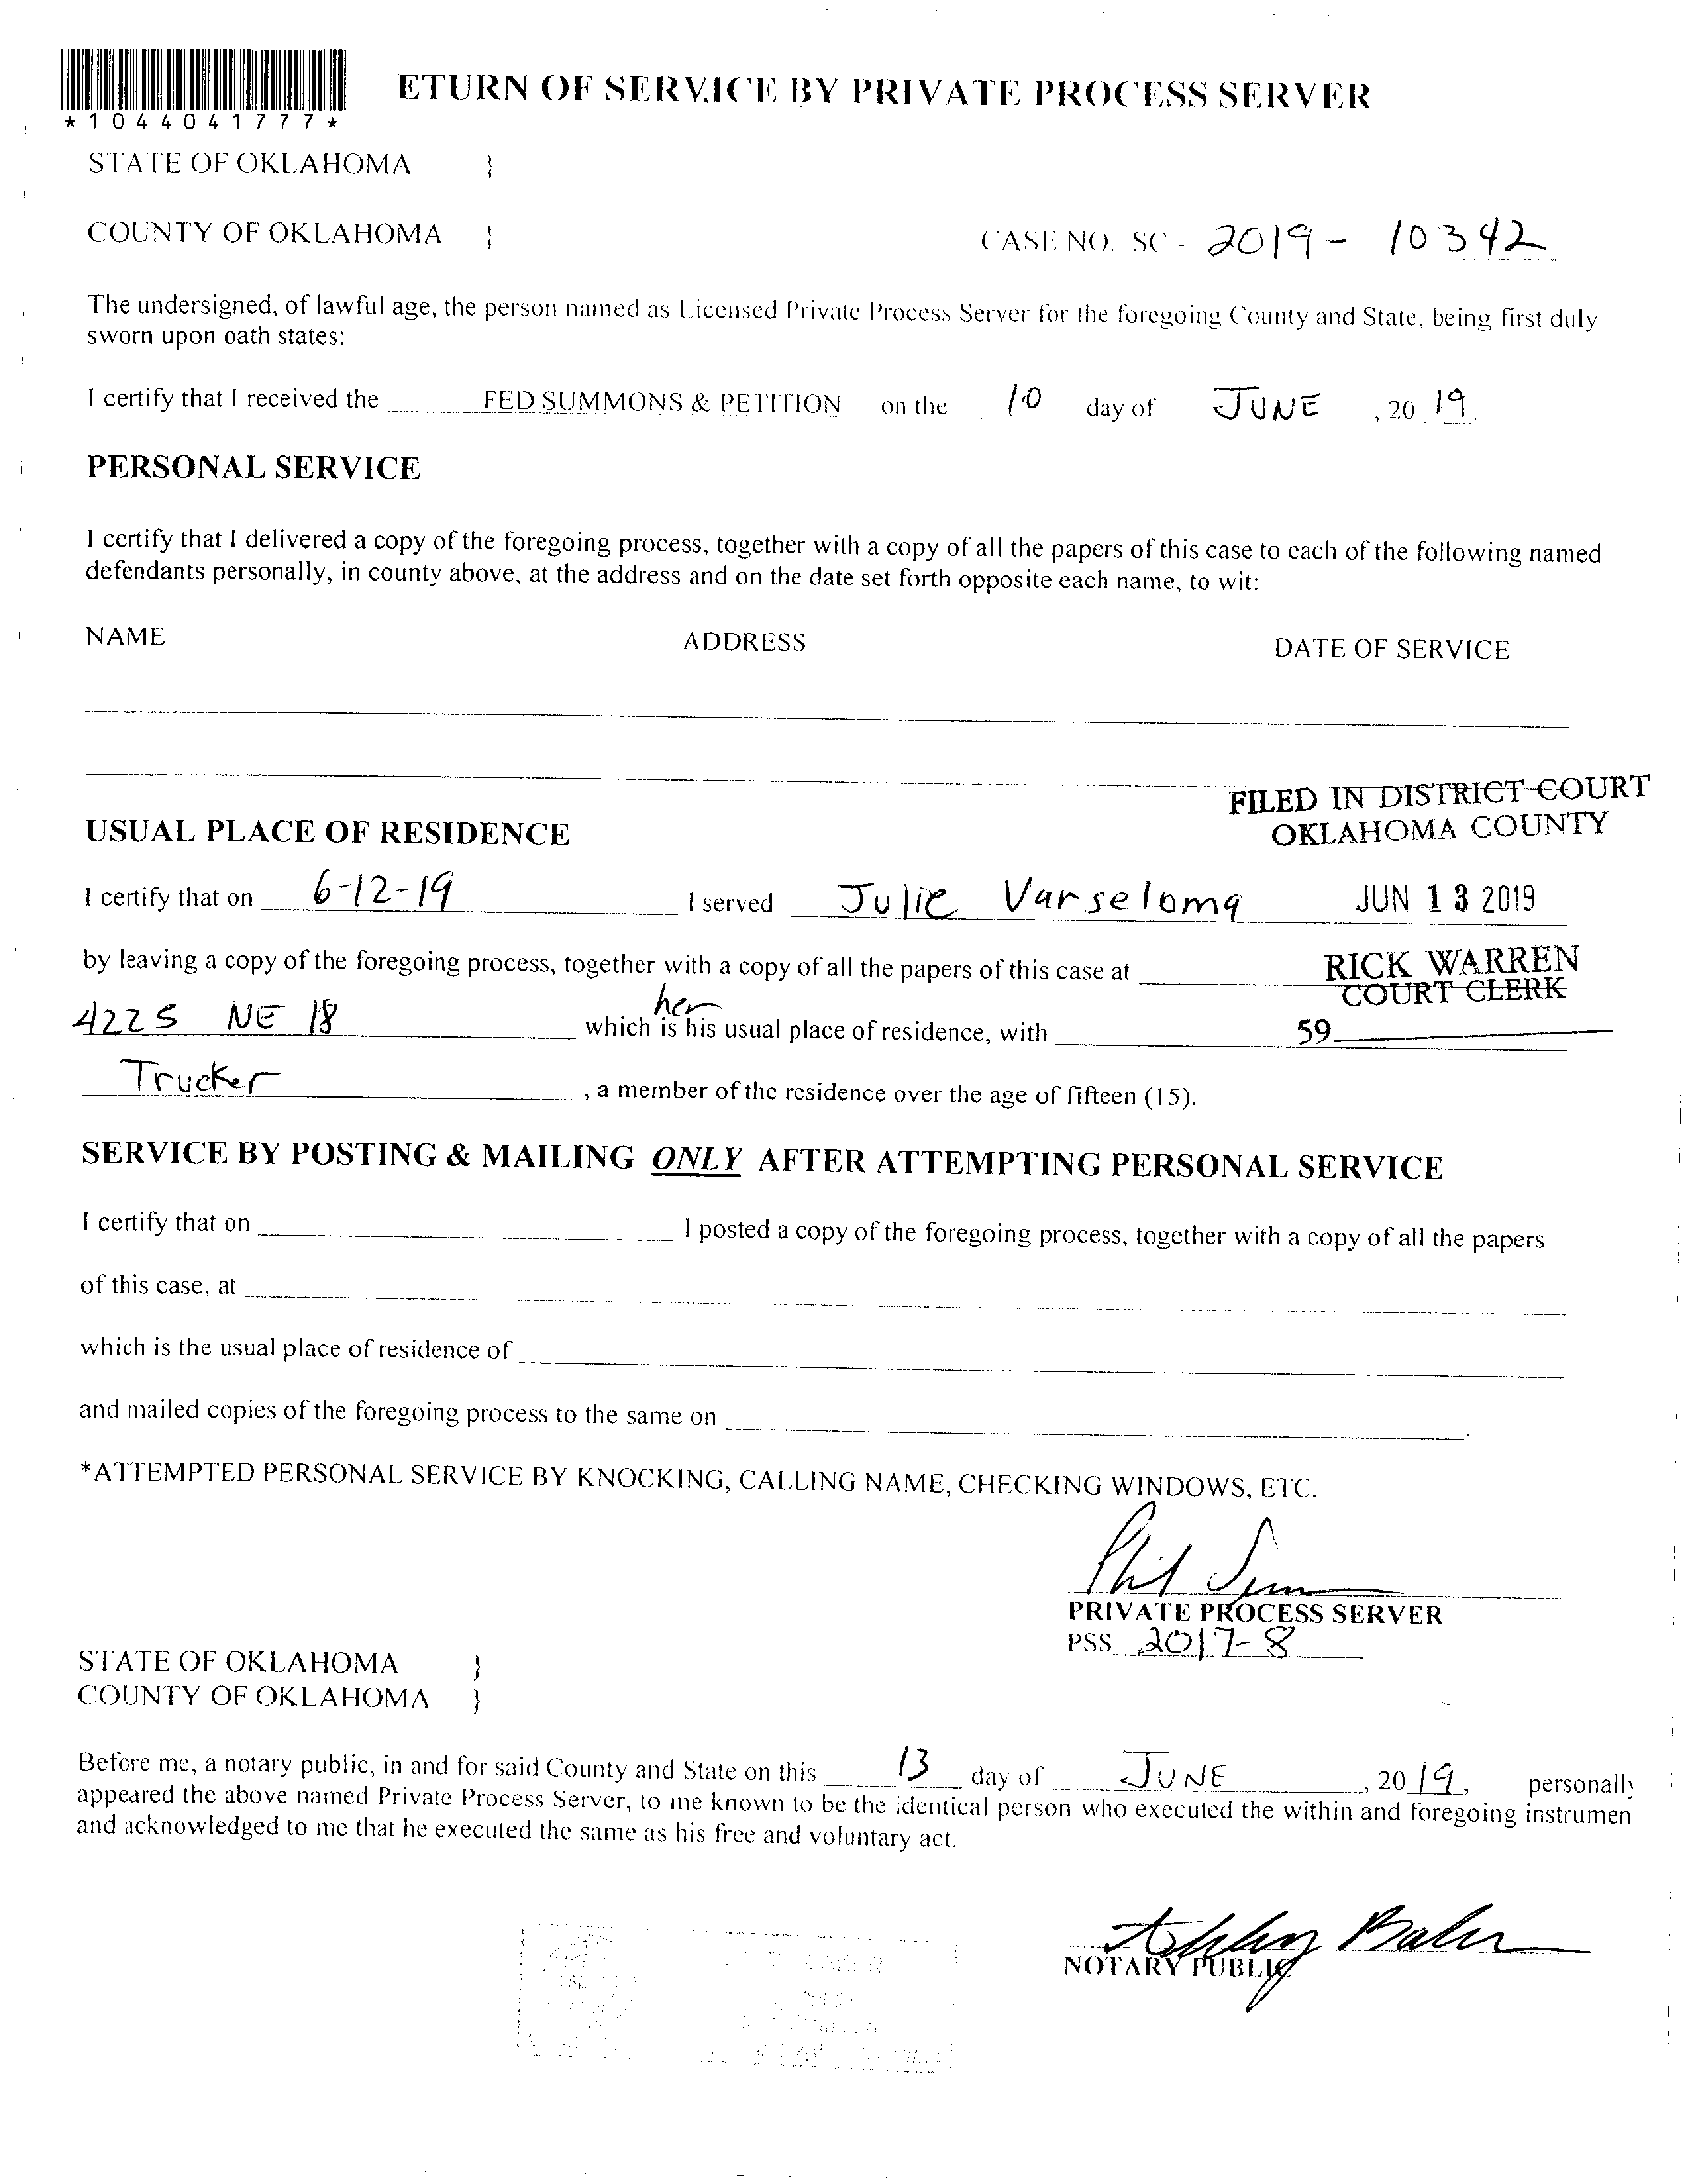 ETURN OF SERVICE BY PRIVATE PROCESS SERVER
*1044041777*
STATE OF OKLAHOMA }
COUNTY OF OKLAHOMA } CASE NO. SC - 2019 - 10342
The undersigned, of lawful age, the person named as Licensed Private Process Server for the foregoing County and State, being first duly
sworn upon oath states:
I certify that I received the FED SUMMONS & PETITION on the 10 day of JUNE , 20 19.
PERSONAL SERVICE
I certify that I delivered a copy of the foregoing process, together with a copy of all the papers of this case to each of the following named
defendants personally, in county above, at the address and on the date set forth opposite each name, to wit:
NAME ADDRESS DATE OF SERVICE
FILED IN DISTRICT COURT
OKLAHOMA COUNTY
USUAL PLACE OF RESIDENCE
I certify that on 6-12-19 I served Julie Varseloma JUN 13 2019
by leaving a copy of the foregoing process, together with a copy of all the papers of this case at RICK WARREN
COURT CLERK
her
4225 NE 18 which is his usual place of residence, with 59
Trucker , a member of the residence over the age of fifteen (15).
SERVICE BY POSTING & MAILING ONLY AFTER ATTEMPTING PERSONAL SERVICE
I certify that on I posted a copy of the foregoing process, together with a copy of all the papers
of this case, at
which is the usual place of residence of
and mailed copies of the foregoing process to the same on .
*ATTEMPTED PERSONAL SERVICE BY KNOCKING, CALLING NAME, CHECKING WINDOWS, ETC.
PRIVATE PROCESS SERVER
PSS 2017-8
STATE OF OKLAHOMA }
COUNTY OF OKLAHOMA }
Before me, a notary public, in and for said County and State on this 13 day of JUNE , 20 19, personally
appeared the above named Private Process Server, to me known to be the identical person who executed the within and foregoing instrumen
and acknowledged to me that he executed the same as his free and voluntary act.
NOTARY PUBLIC